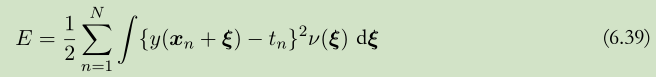 E = \frac{1}{2} \sum_{n=1}^{N} \int \{y(\boldsymbol{x}_n + \boldsymbol{\xi}) - t_n\}^2 \nu(\boldsymbol{\xi}) \, \mathrm{d}\boldsymbol{\xi} (6.39)